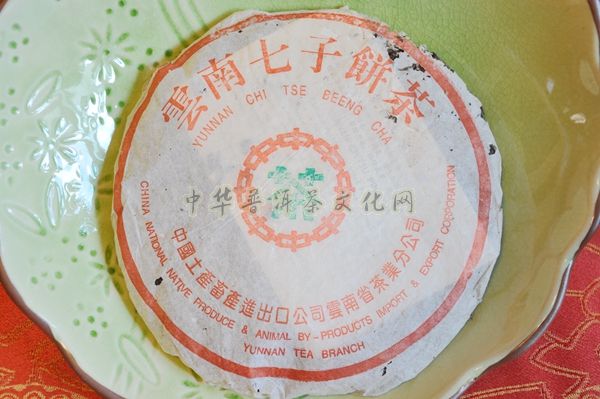 雲南七子餅茶
YUNNAN CHI TSE BEENG CHA
茶
中华普洱茶文化网
中國土產畜產進出口公司雲南省茶業分公司
CHINA NATIONAL NATIVE PRODUCE & ANIMAL BY-PRODUCTS IMPORT & EXPORT CORPORATION
YUNNAN TEA BRANCH